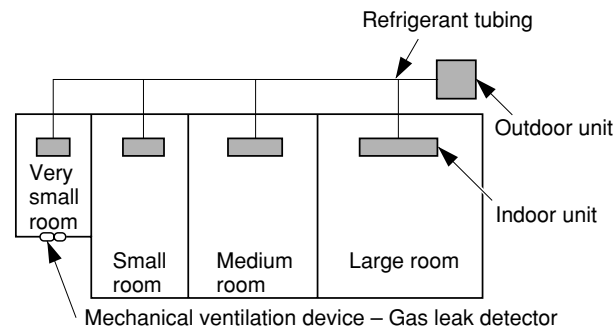 Refrigerant tubing
Outdoor unit
Indoor unit
Very
small
room
Small
room
Medium
room
Large room
Mechanical ventilation device – Gas leak detector